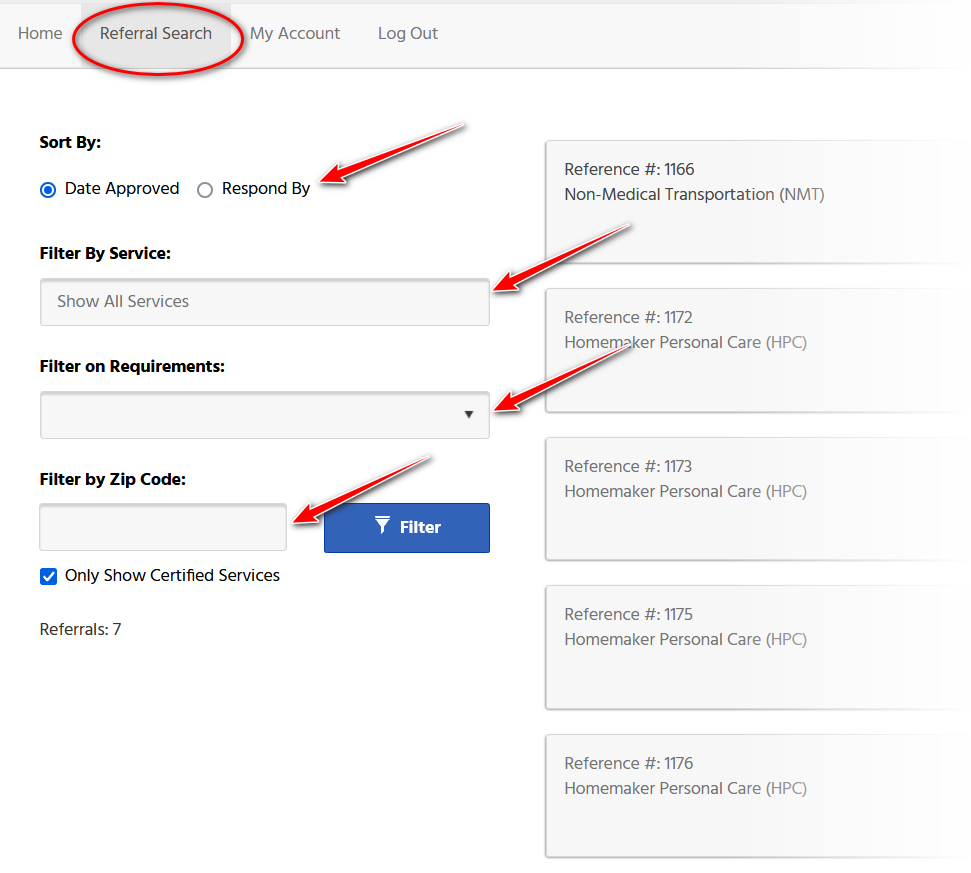 Home Referral Search My Account Log Out
Sort By:
Date Approved Respond By
Filter By Service:
Show All Services
Filter on Requirements:
Filter by Zip Code:
Filter
Only Show Certified Services
Referrals: 7
Reference #: 1166
Non-Medical Transportation (NMT)
Reference #: 1172
Homemaker Personal Care (HPC)
Reference #: 1173
Homemaker Personal Care (HPC)
Reference #: 1175
Homemaker Personal Care (HPC)
Reference #: 1176
Homemaker Personal Care (HPC)